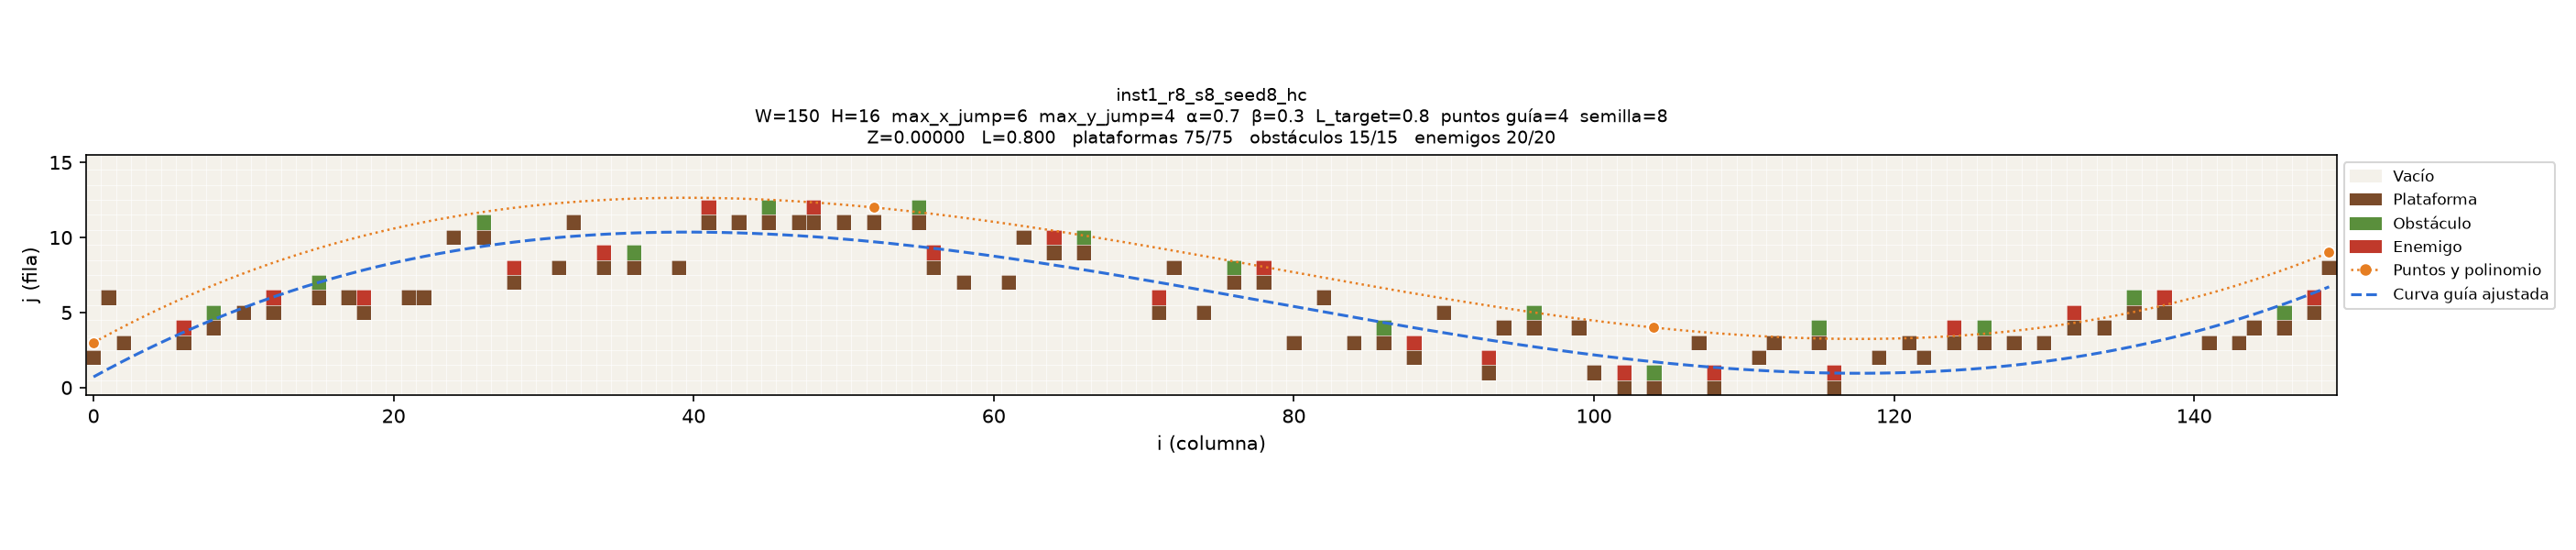 inst1_r8_s8_seed8_hc
W=150 H=16 max_x_jump=6 max_y_jump=4 α=0.7 β=0.3 L_target=0.8 puntos guía=4 semilla=8
Z=0.00000 L=0.800 plataformas 75/75 obstáculos 15/15 enemigos 20/20
j (fila)
15
10
5
0
0 20 40 60 80 100 120 140
i (columna)
Vacío
Plataforma
Obstáculo
Enemigo
Puntos y polinomio
Curva guía ajustada